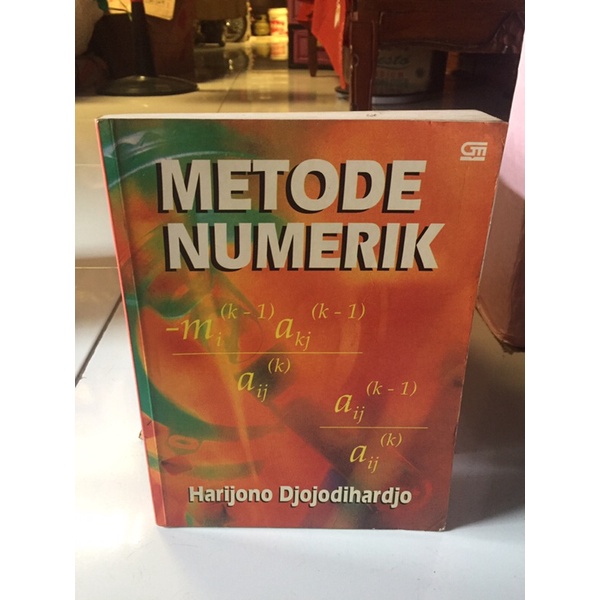 GM
METODE
NUMERIK
-m_i^(k - 1) a_kj^(k - 1)
a_ij^(k)
a_ij^(k - 1)
a_ij^(k)
Harijono Djojodihardjo